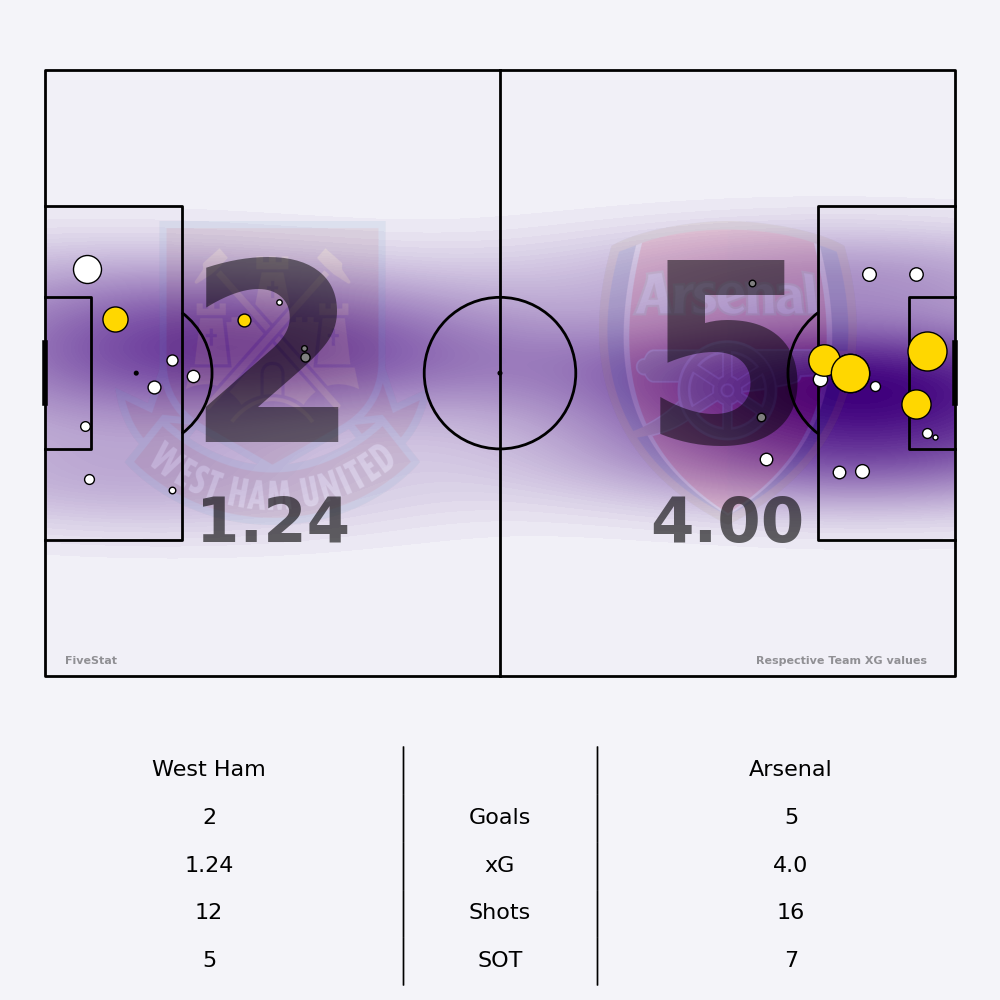 Arsenal
2
5
WEST HAM UNITED
1.24
4.00
FiveStat
Respective Team XG values
West Ham
Arsenal
2
Goals
5
1.24
xG
4.0
12
Shots
16
5
SOT
7